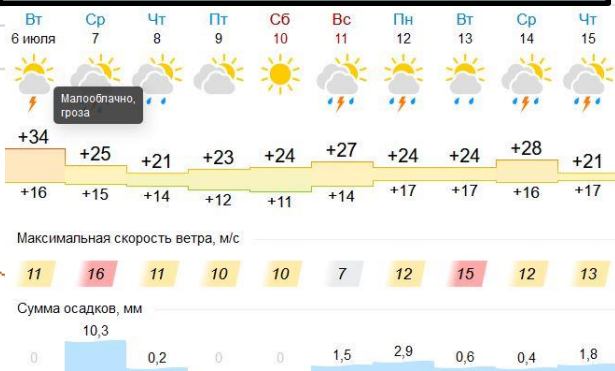 Вт Ср Чт Пт Сб Вс Пн Вт Ср Чт
6 июля 7 8 9 10 11 12 13 14 15
Малооблачно,
гроза
+34 +25 +21 +23 +24 +27 +24 +24 +28 +21
+16 +15 +14 +12 +11 +14 +17 +17 +16 +17
Максимальная скорость ветра, м/с
11 16 11 10 10 7 12 15 12 13
Сумма осадков, мм
0 10,3 0,2 0 0 1,5 2,9 0,6 0,4 1,8